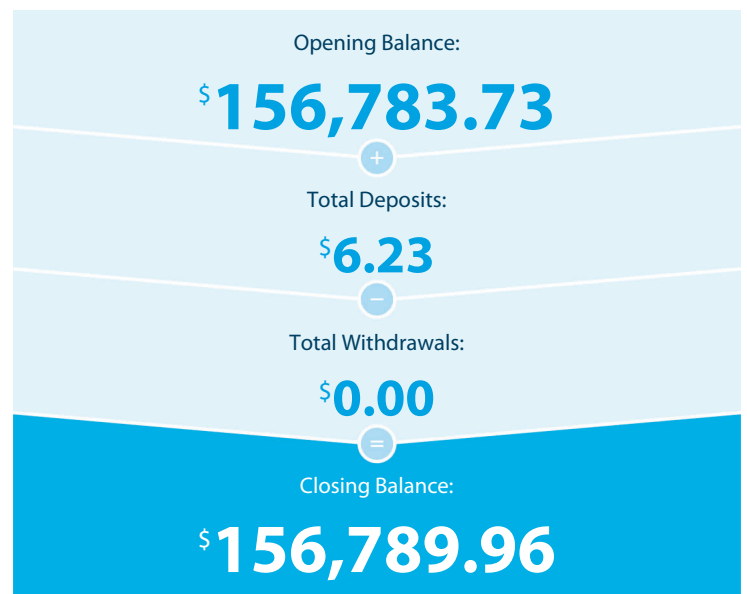 Opening Balance:
$156,783.73
+
Total Deposits:
$6.23
−
Total Withdrawals:
$0.00
=
Closing Balance:
$156,789.96